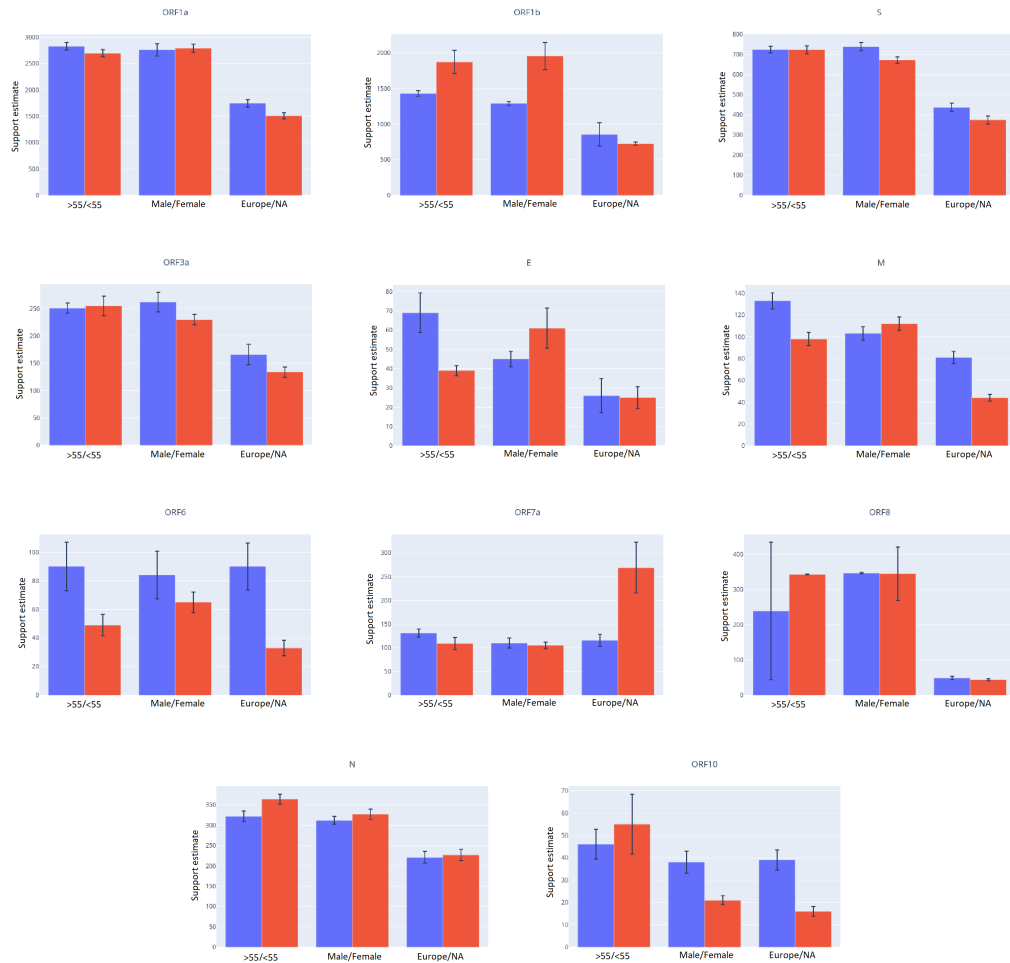 ORF1a
Support estimate
3000
2500
2000
1500
1000
500
0
>55/<55 Male/Female Europe/NA
ORF1b
Support estimate
2000
1500
1000
500
0
>55/<55 Male/Female Europe/NA
S
Support estimate
800
700
600
500
400
300
200
100
0
>55/<55 Male/Female Europe/NA
ORF3a
Support estimate
250
200
150
100
50
0
>55/<55 Male/Female Europe/NA
E
Support estimate
80
70
60
50
40
30
20
10
0
>55/<55 Male/Female Europe/NA
M
Support estimate
140
120
100
80
60
40
20
0
>55/<55 Male/Female Europe/NA
ORF6
Support estimate
100
80
60
40
20
0
>55/<55 Male/Female Europe/NA
ORF7a
Support estimate
300
250
200
150
100
50
0
>55/<55 Male/Female Europe/NA
ORF8
Support estimate
400
300
200
100
0
>55/<55 Male/Female Europe/NA
N
Support estimate
350
300
250
200
150
100
50
0
>55/<55 Male/Female Europe/NA
ORF10
Support estimate
70
60
50
40
30
20
10
0
>55/<55 Male/Female Europe/NA